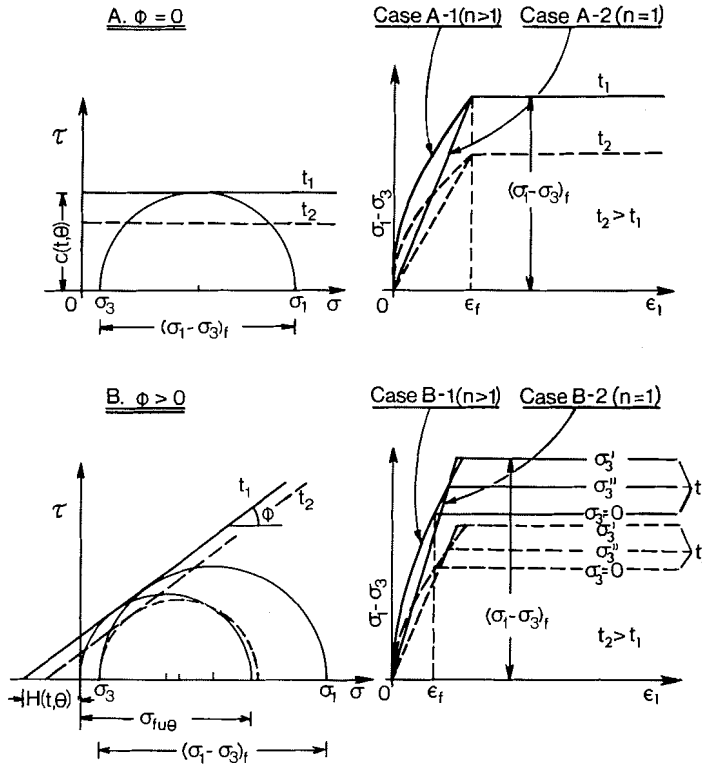 A. Φ = 0
Case A-1(n>1)
Case A-2(n=1)
τ
t₁
t₂
c(t,θ)
0
σ₃
σ₁
σ
(σ₁-σ₃)f
σ₁-σ₃
t₁
t₂
(σ₁-σ₃)f
t₂>t₁
0
εf
ε₁
B. Φ > 0
Case B-1(n>1)
Case B-2(n=1)
τ
t₁
t₂
Φ
H(t,θ)
0
σ₃
σ₁
σ
σfuθ
(σ₁-σ₃)f
σ₁-σ₃
σ₃'
σ₃''
σ₃=0
t
σ₃'
σ₃''
σ₃=0
t
(σ₁-σ₃)f
t₂>t₁
0
εf
ε₁